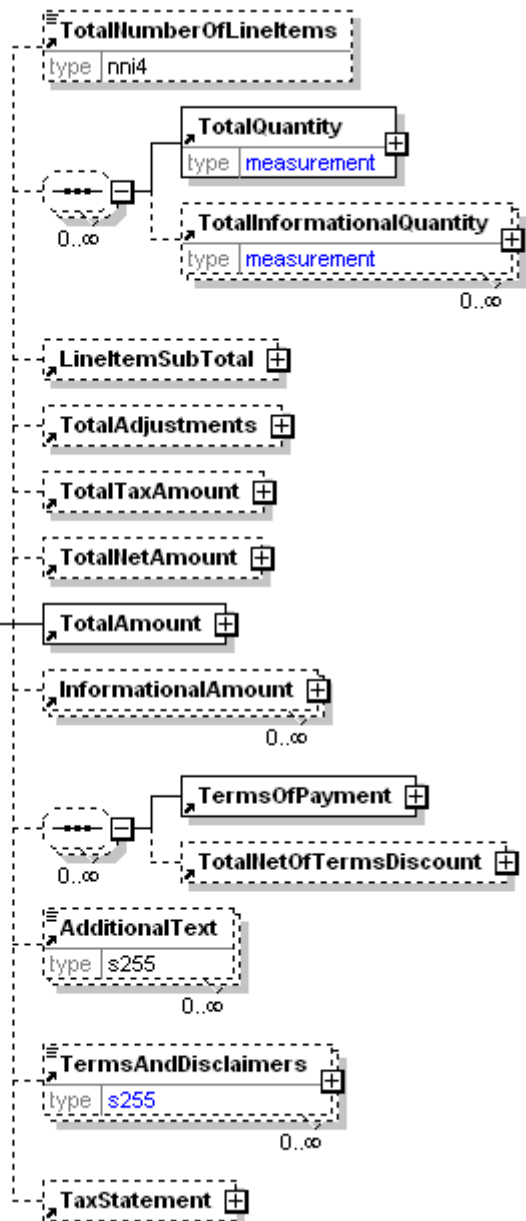 TotalNumberOfLineItems
type nni4
TotalQuantity
type measurement
0..∞
TotalInformationalQuantity
type measurement
0..∞
LineItemSubTotal
TotalAdjustments
TotalTaxAmount
TotalNetAmount
TotalAmount
InformationalAmount
0..∞
TermsOfPayment
TotalNetOfTermsDiscount
0..∞
AdditionalText
type s255
0..∞
TermsAndDisclaimers
type s255
0..∞
TaxStatement